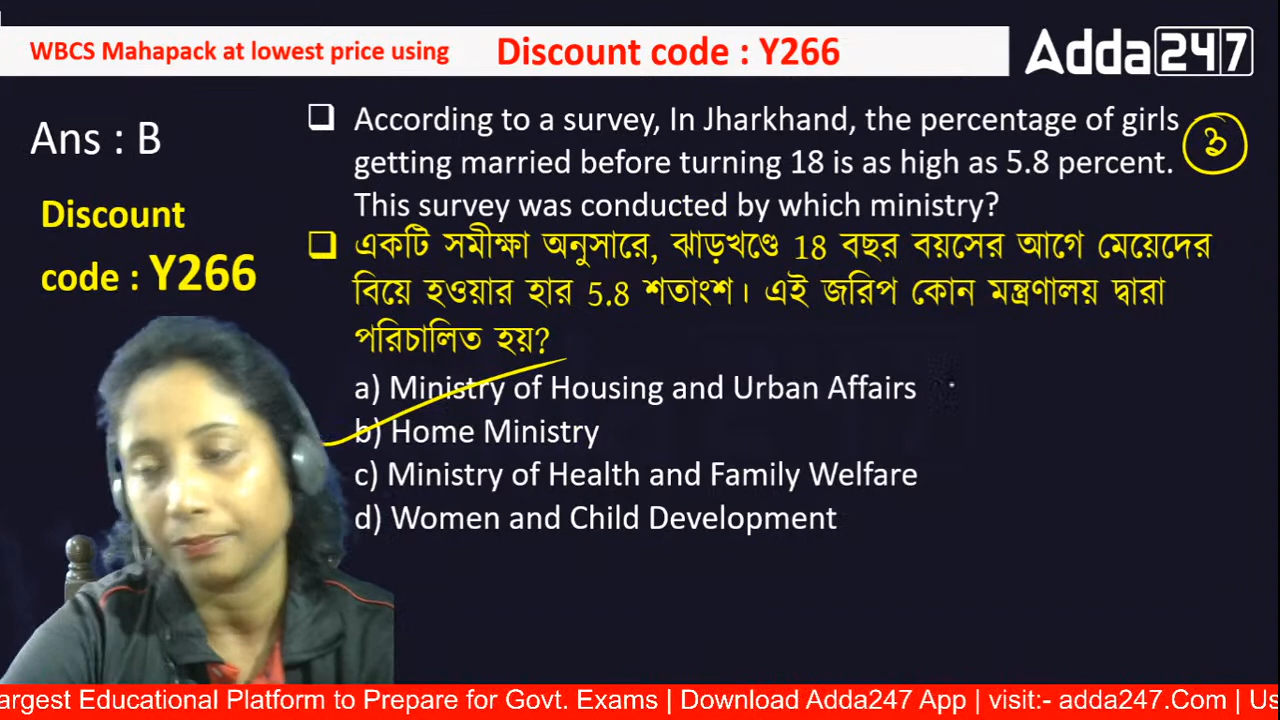 WBCS Mahapack at lowest price using
Discount code : Y266
Adda247
Ans : B
Discount
code : Y266
❑ According to a survey, In Jharkhand, the percentage of girls
getting married before turning 18 is as high as 5.8 percent.
This survey was conducted by which ministry?
❑ একটি সমীক্ষা অনুসারে, ঝাড়খণ্ডে 18 বছর বয়সের আগে মেয়েদের
বিয়ে হওয়ার হার 5.8 শতাংশ। এই জরিপ কোন মন্ত্রণালয় দ্বারা
পরিচালিত হয়?
a) Ministry of Housing and Urban Affairs
b) Home Ministry
c) Ministry of Health and Family Welfare
d) Women and Child Development
argest Educational Platform to Prepare for Govt. Exams | Download Adda247 App | visit:- adda247.Com | Us